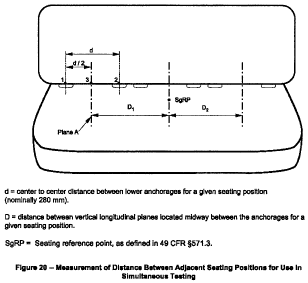 d
d / 2
1 3 2
SgRP
D₁ D₂
Plane A
d = center to center distance between lower anchorages for a given seating position
(nominally 280 mm).
D = distance between vertical longitudinal planes located midway between the anchorages for a
given seating position.
SgRP = Seating reference point, as defined in 49 CFR §571.3.
Figure 20 – Measurement of Distance Between Adjacent Seating Positions for Use in
Simultaneous Testing